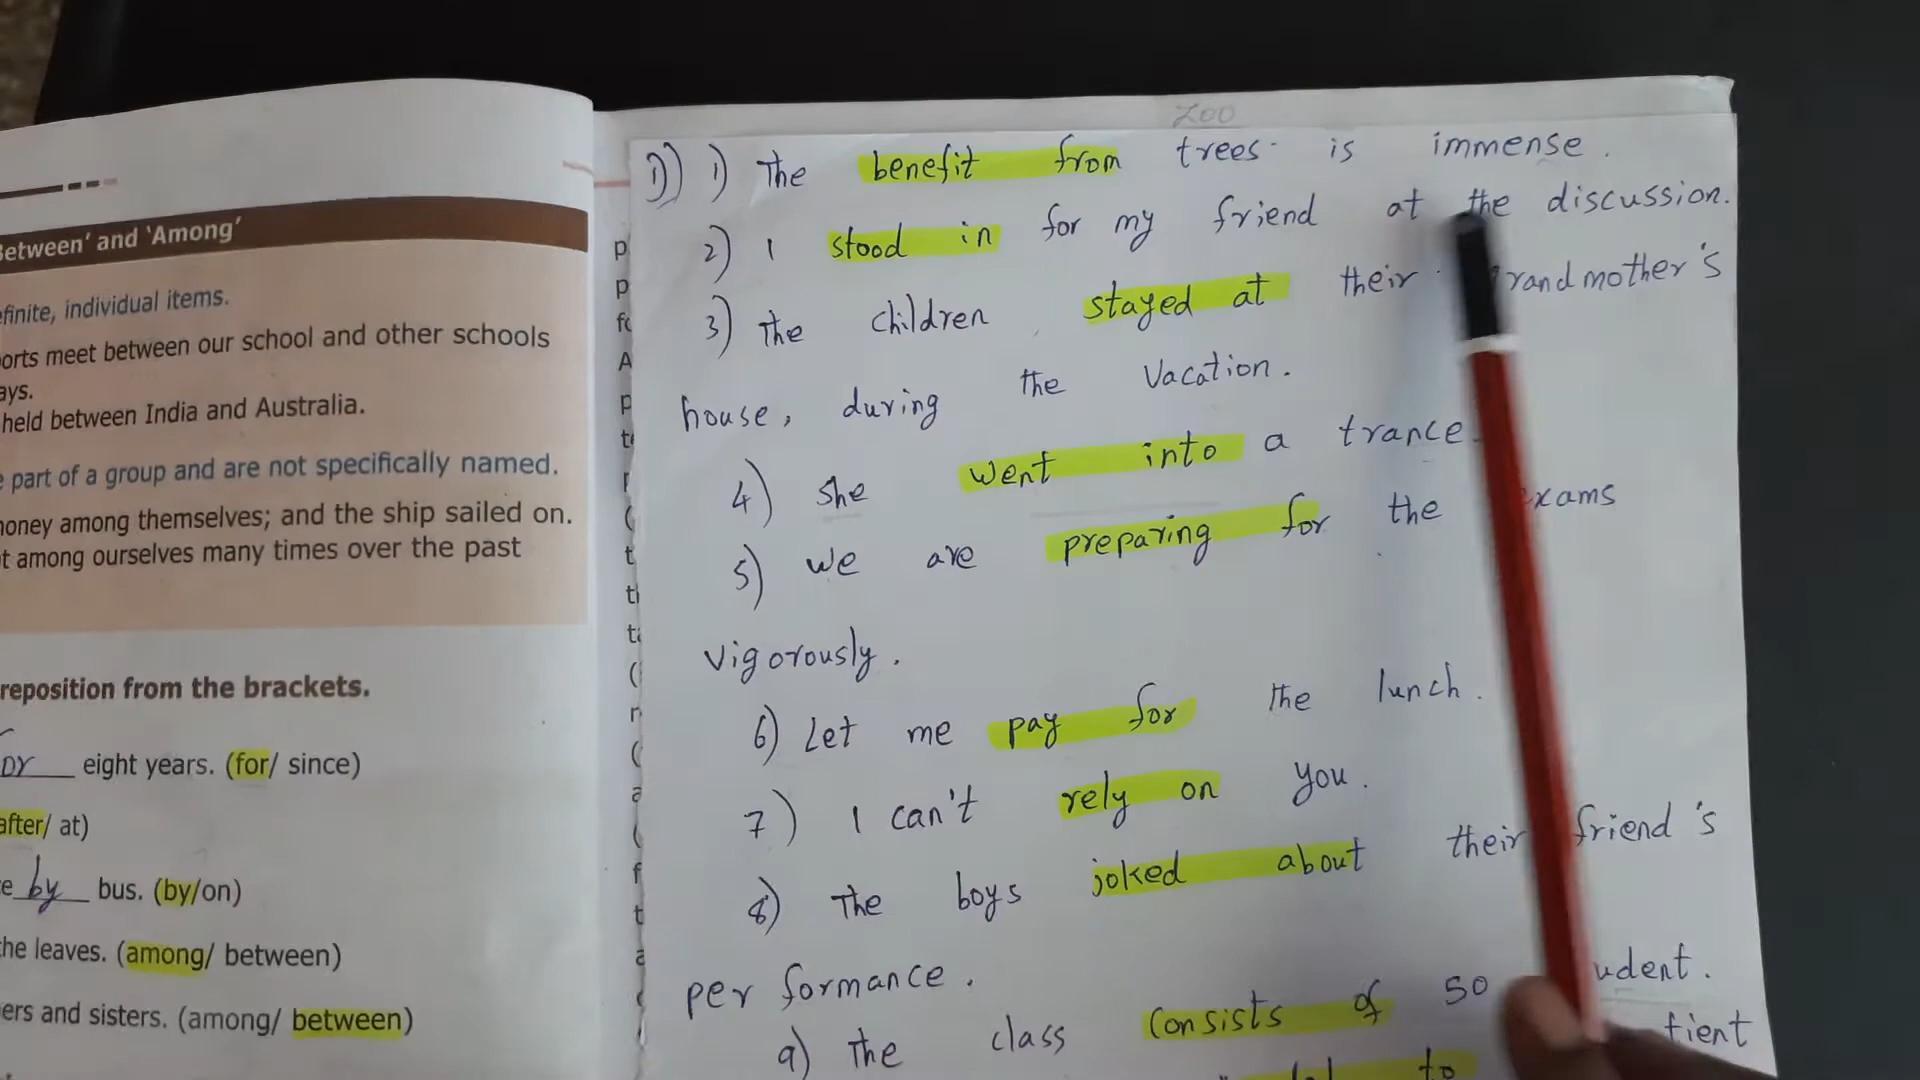 Between' and 'Among'
finite, individual items.
orts meet between our school and other schools
ays.
held between India and Australia.
part of a group and are not specifically named.
oney among themselves; and the ship sailed on.
t among ourselves many times over the past
reposition from the brackets.
or eight years. (for/ since)
after/ at)
e by bus. (by/on)
he leaves. (among/ between)
ers and sisters. (among/ between)
ZOO
D) 1) The benefit from trees is immense.
2) I stood in for my friend at the discussion.
3) The children stayed at their randmother's
house, during the vacation.
4) she went into a trance.
5) we are preparing for the xams
vigorously.
6) Let me pay for the lunch.
7) I can't rely on you.
8) The boys joked about their friend's
performance.
9) The class consists of 50 udent.
to tient